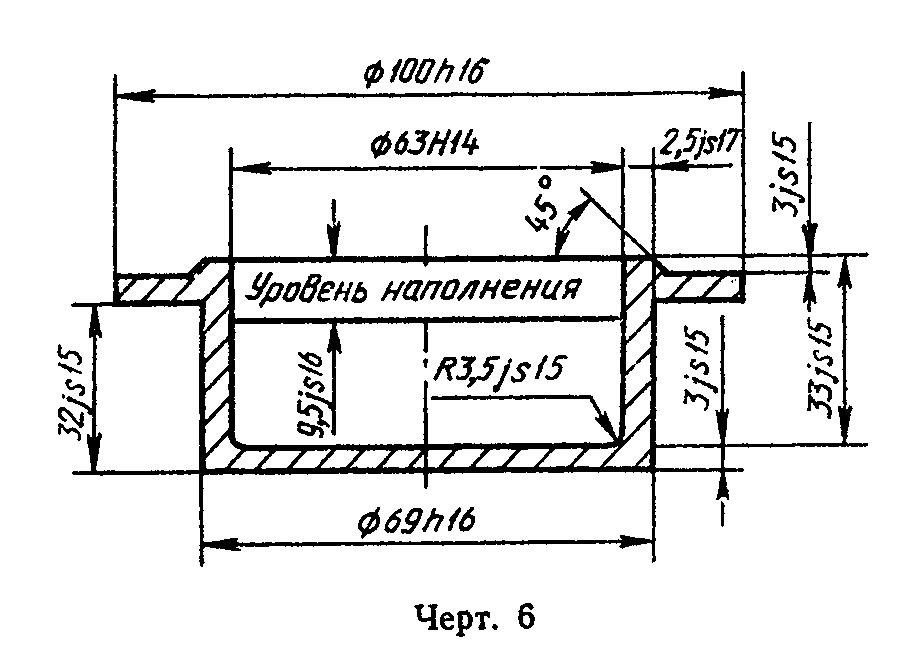 ϕ100h16
ϕ63H14
2,5js17
3js15
45°
Уровень наполнения
32js15
9,5js16
R3,5js15
3js15
33js15
ϕ69h16
Черт. 6